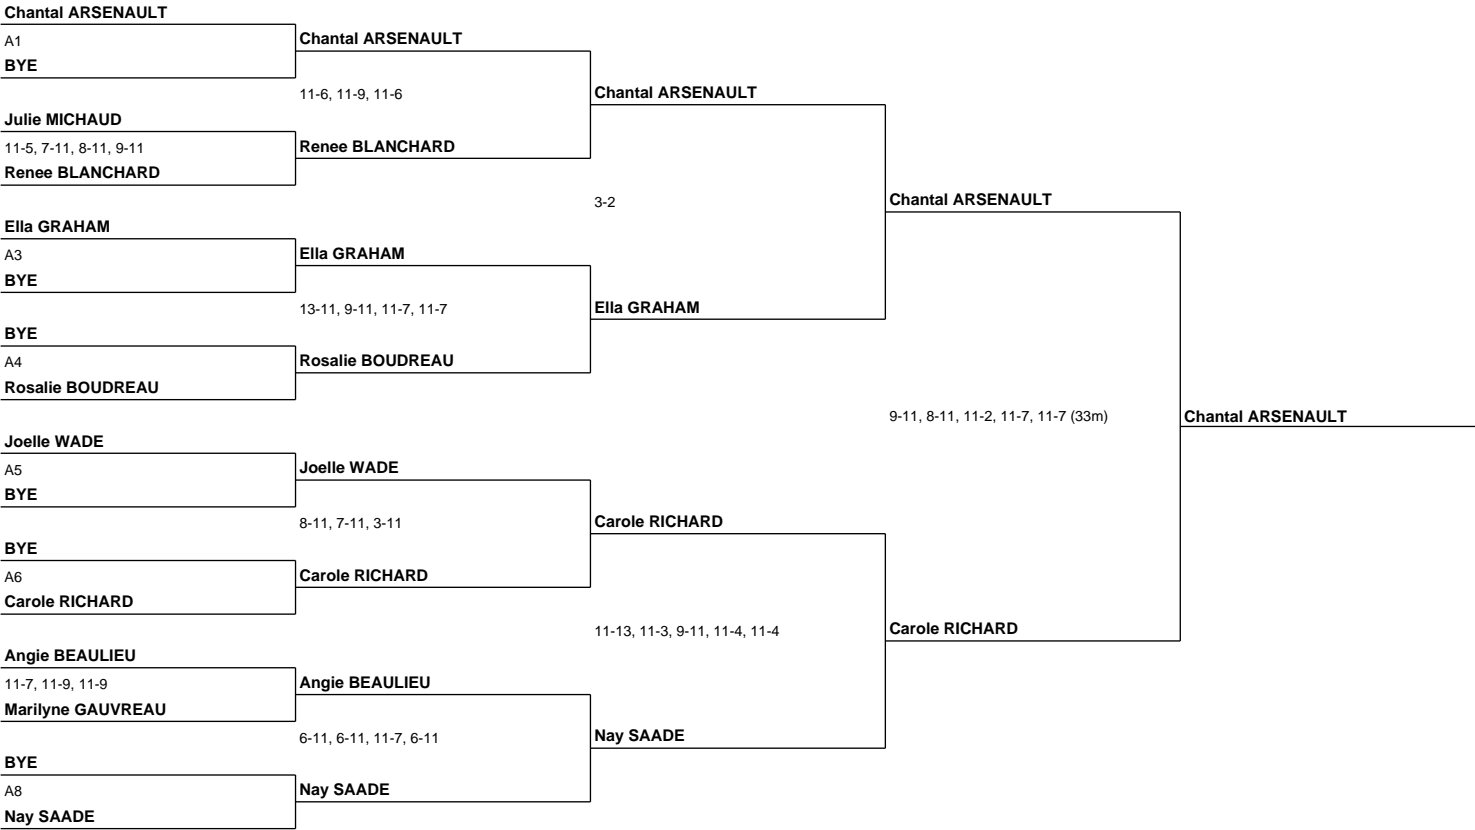 Chantal ARSENAULT
A1
BYE
Julie MICHAUD
11-5, 7-11, 8-11, 9-11
Renee BLANCHARD
Ella GRAHAM
A3
BYE
BYE
A4
Rosalie BOUDREAU
Joelle WADE
A5
BYE
BYE
A6
Carole RICHARD
Angie BEAULIEU
11-7, 11-9, 11-9
Marilyne GAUVREAU
BYE
A8
Nay SAADE
Chantal ARSENAULT
11-6, 11-9, 11-6
Renee BLANCHARD
Ella GRAHAM
13-11, 9-11, 11-7, 11-7
Rosalie BOUDREAU
Joelle WADE
8-11, 7-11, 3-11
Carole RICHARD
Angie BEAULIEU
6-11, 6-11, 11-7, 6-11
Nay SAADE
Chantal ARSENAULT
3-2
Ella GRAHAM
Carole RICHARD
11-13, 11-3, 9-11, 11-4, 11-4
Nay SAADE
Chantal ARSENAULT
9-11, 8-11, 11-2, 11-7, 11-7 (33m)
Carole RICHARD
Chantal ARSENAULT